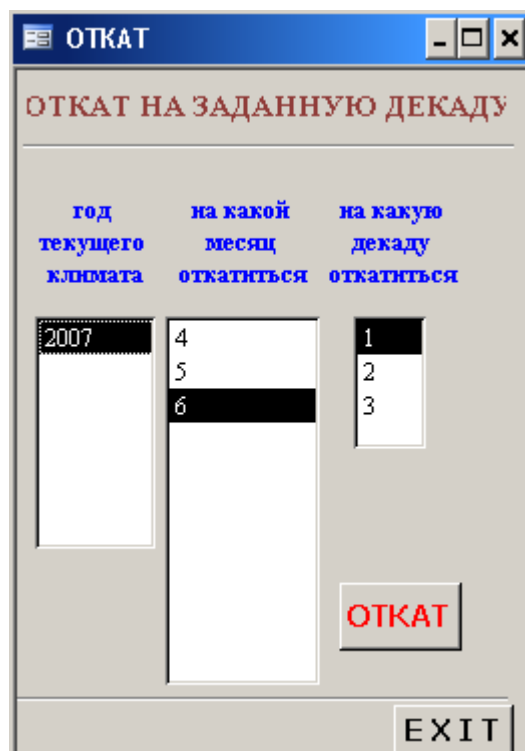 ОТКАТ
ОТКАТ НА ЗАДАННУЮ ДЕКАДУ
год текущего климата
на какой месяц откатиться
на какую декаду откатиться
2007
4
5
6
1
2
3
ОТКАТ
EXIT